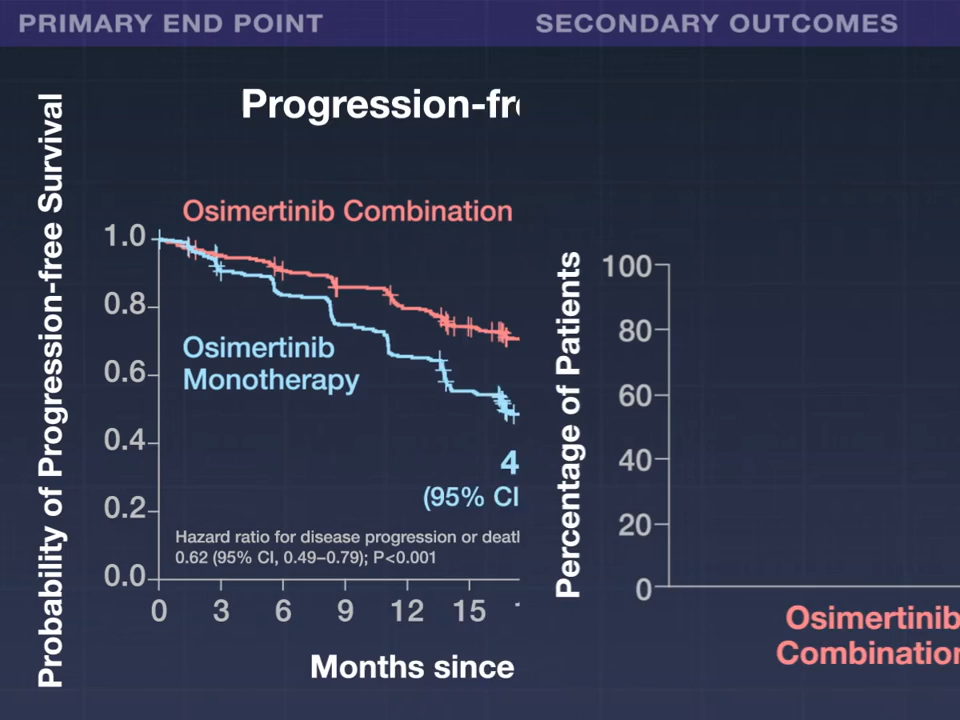 PRIMARY END POINT
SECONDARY OUTCOMES
Progression-fr
Probability of Progression-free Survival
Osimertinib Combination
1.0
0.8
0.6
0.4
0.2
0.0
Osimertinib
Monotherapy
4
(95% CI
Hazard ratio for disease progression or deat
0.62 (95% CI, 0.49–0.79); P<0.001
0 3 6 9 12 15
Months since
Percentage of Patients
100
80
60
40
20
0
Osimertinib
Combination